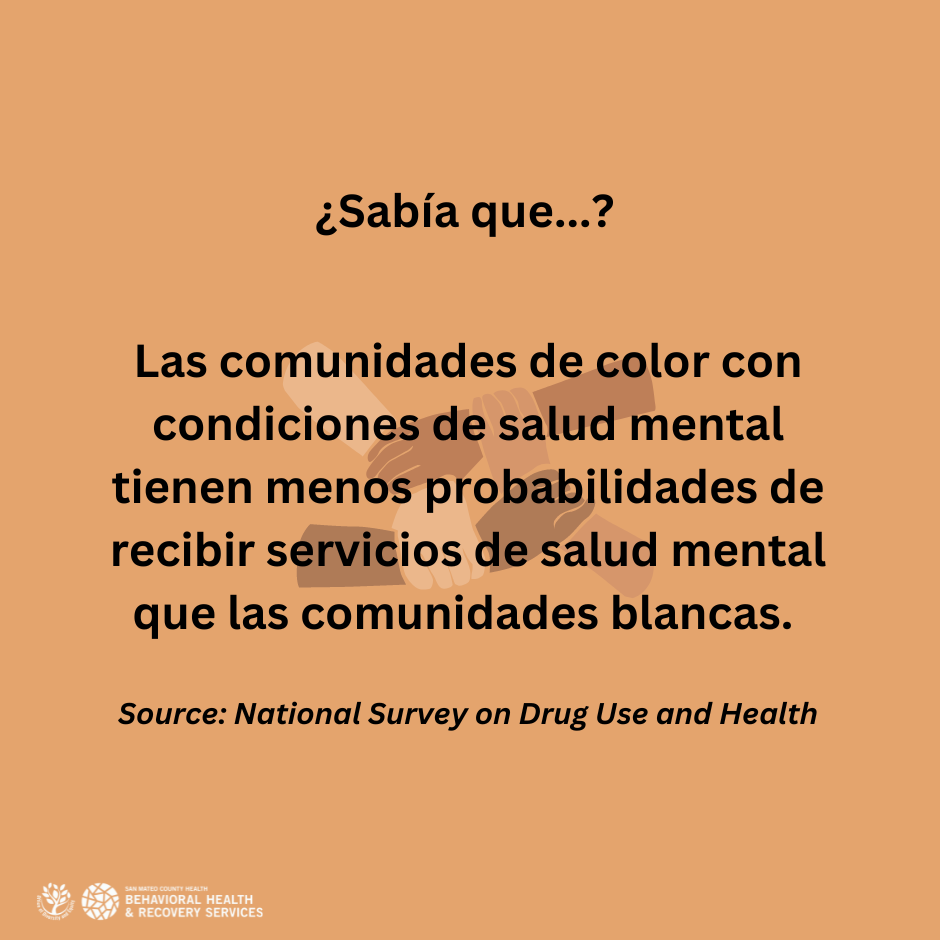 ¿Sabía que...?
Las comunidades de color con
condiciones de salud mental
tienen menos probabilidades de
recibir servicios de salud mental
que las comunidades blancas.
Source: National Survey on Drug Use and Health
SAN MATEO COUNTY HEALTH
BEHAVIORAL HEALTH
& RECOVERY SERVICES